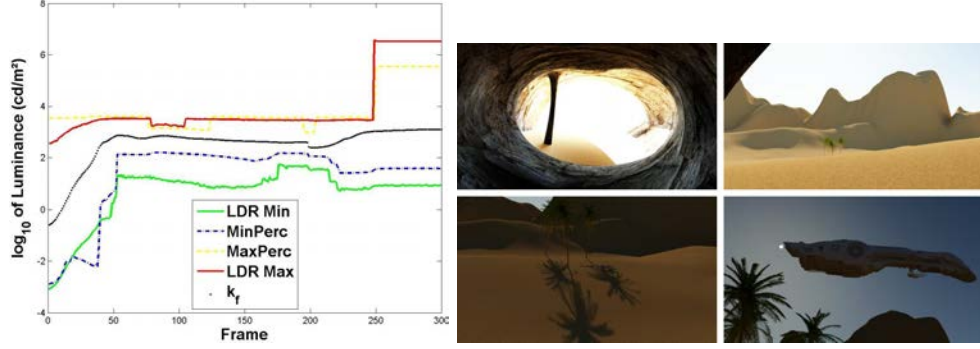 8
6
4
2
0
-2
-4
log10 of Luminance (cd/m²)
LDR Min
MinPerc
MaxPerc
LDR Max
kf
0 50 100 150 200 250 300
Frame